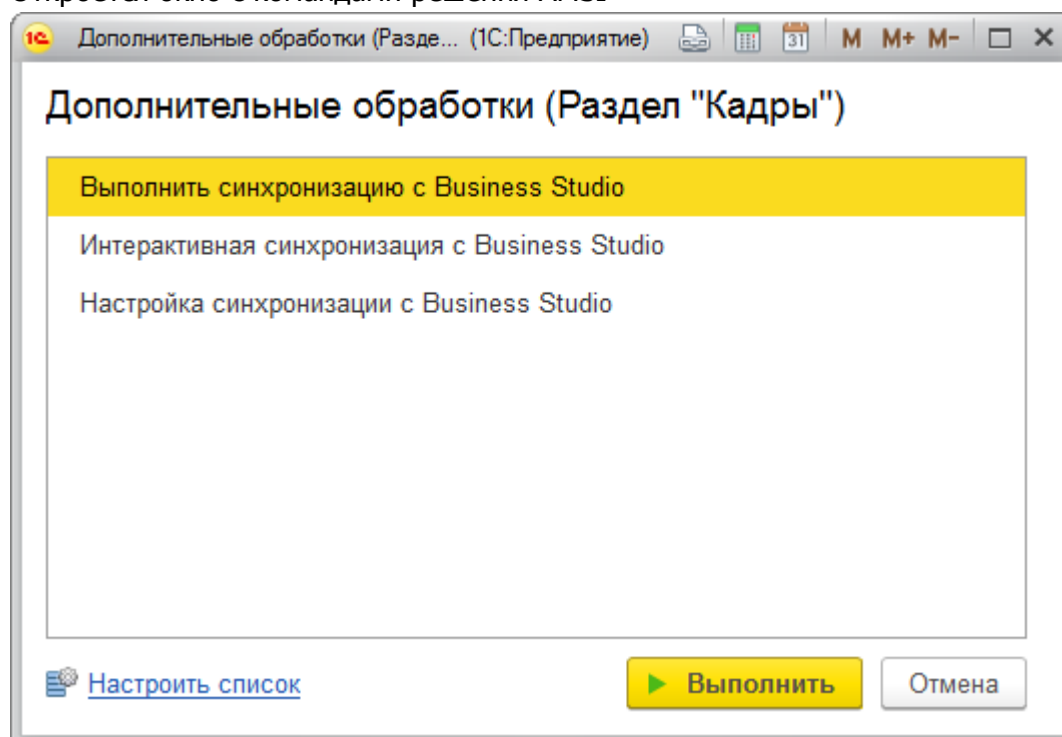 Дополнительные обработки (Разде... (1С:Предприятие) 31 M M+ M-
Дополнительные обработки (Раздел "Кадры")
Выполнить синхронизацию с Business Studio
Интерактивная синхронизация с Business Studio
Настройка синхронизации с Business Studio
Настроить список
Выполнить
Отмена